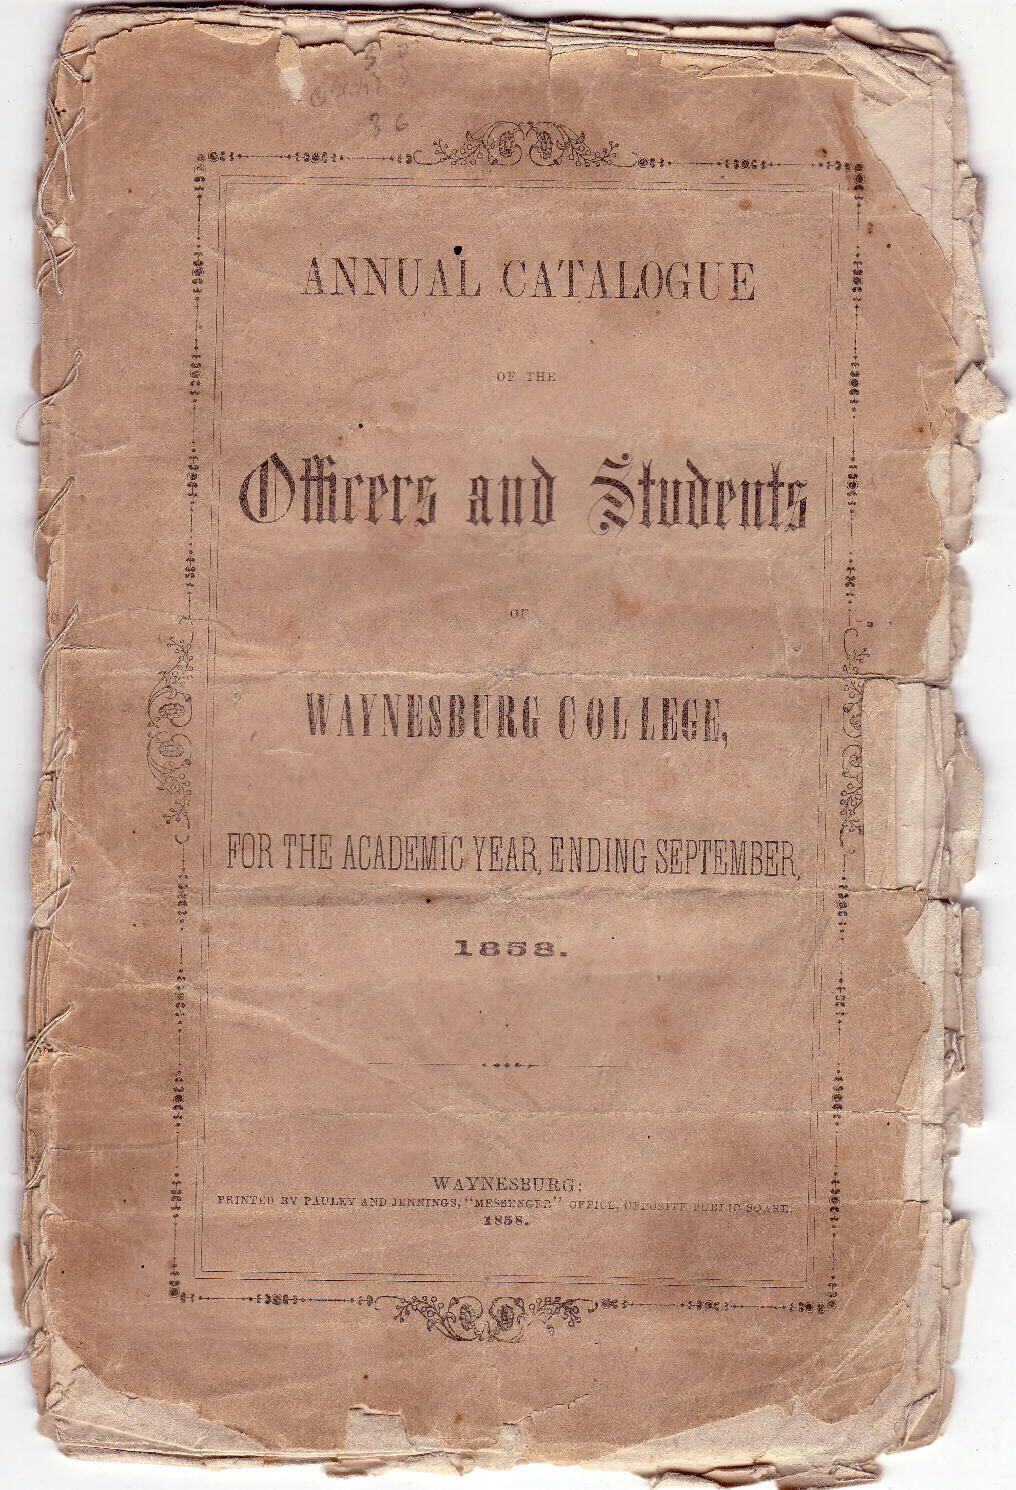 ANNUAL CATALOGUE
OF THE
Officers and Students
OF
WAYNESBURG COLLEGE,
FOR THE ACADEMIC YEAR, ENDING SEPTEMBER,
1858.
WAYNESBURG:
PRINTED BY PAULEY AND JENNINGS, "MESSENGER" OFFICE, OPPOSITE PUBLIC SQARE.
1858.